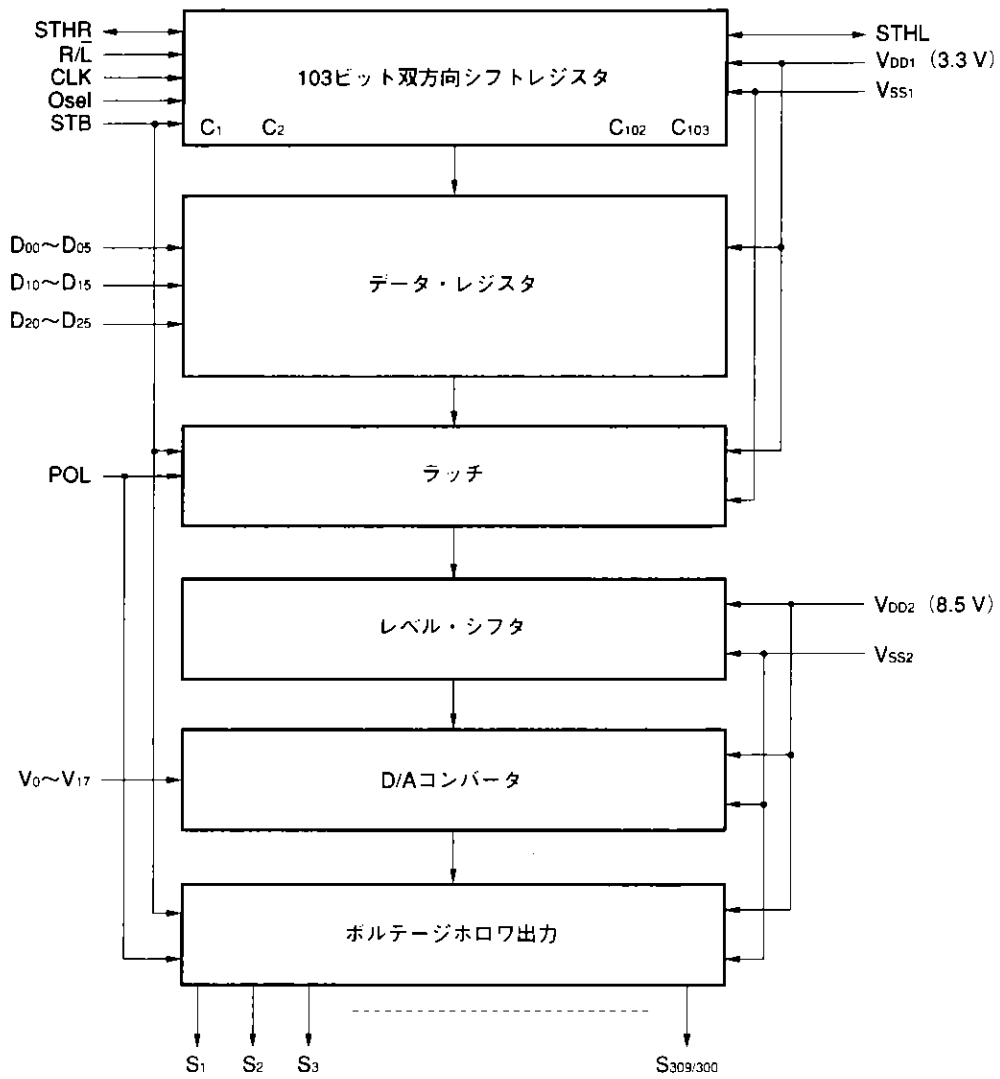 STHR
R/L̅
CLK
Osel
STB
103ビット双方向シフトレジスタ
C1 C2 C102 C103
STHL
VDD1 (3.3 V)
VSS1
D00～D05
D10～D15
D20～D25
データ・レジスタ
POL
ラッチ
レベル・シフタ
VDD2 (8.5 V)
VSS2
V0～V17
D/Aコンバータ
ボルテージホロワ出力
S1 S2 S3 S309/300